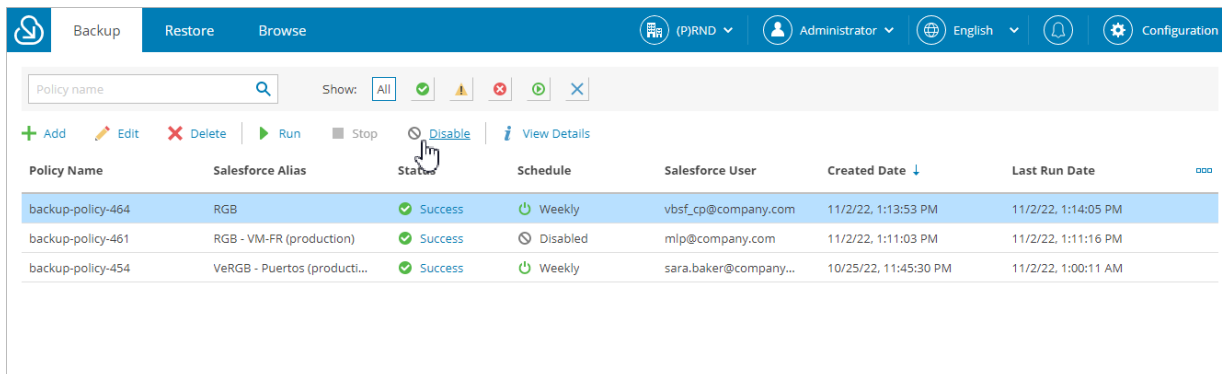 Backup Restore Browse (P)RND Administrator English Configuration
Policy name Show: All
Add Edit Delete Run Stop Disable i View Details
Policy Name Salesforce Alias Status Schedule Salesforce User Created Date ↓ Last Run Date
backup-policy-464 RGB Success Weekly vbsf_cp@company.com 11/2/22, 1:13:53 PM 11/2/22, 1:14:05 PM
backup-policy-461 RGB - VM-FR (production) Success Disabled mlp@company.com 11/2/22, 1:11:03 PM 11/2/22, 1:11:16 PM
backup-policy-454 VeRGB - Puertos (producti... Success Weekly sara.baker@company... 10/25/22, 11:45:30 PM 11/2/22, 1:00:11 AM